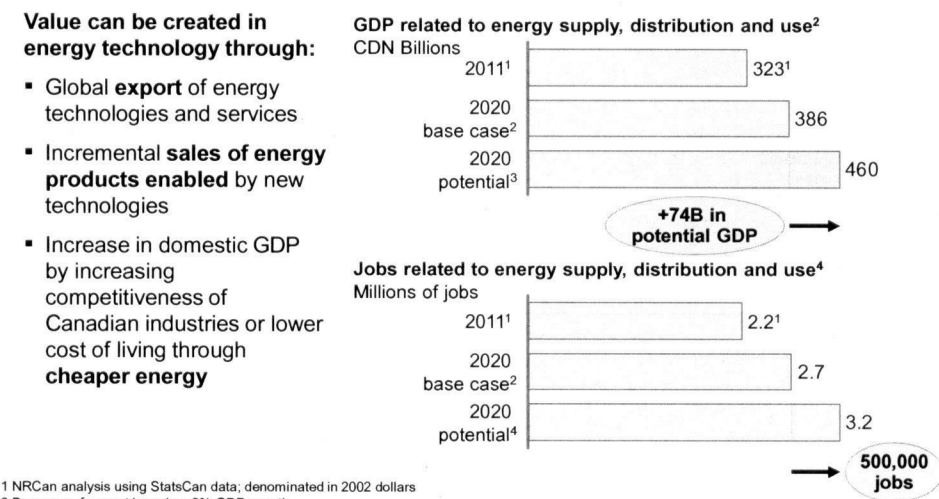 Value can be created in
energy technology through:
▪ Global export of energy
technologies and services
▪ Incremental sales of energy
products enabled by new
technologies
▪ Increase in domestic GDP
by increasing
competitiveness of
Canadian industries or lower
cost of living through
cheaper energy
GDP related to energy supply, distribution and use²
CDN Billions
2011¹ 323¹
2020
base case² 386
2020
potential³ 460
+74B in
potential GDP
Jobs related to energy supply, distribution and use⁴
Millions of jobs
2011¹ 2.2¹
2020
base case² 2.7
2020
potential⁴ 3.2
500,000
jobs
1 NRCan analysis using StatsCan data; denominated in 2002 dollars